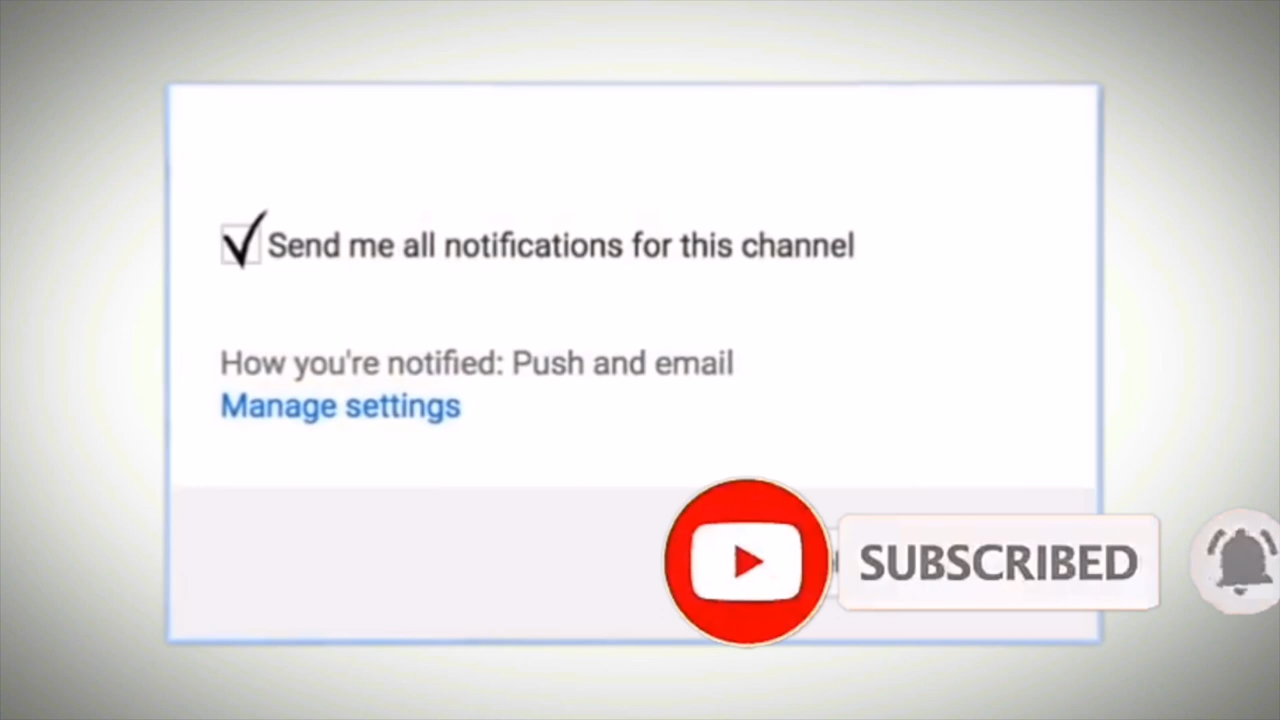 Send me all notifications for this channel
How you're notified: Push and email
Manage settings
SUBSCRIBED